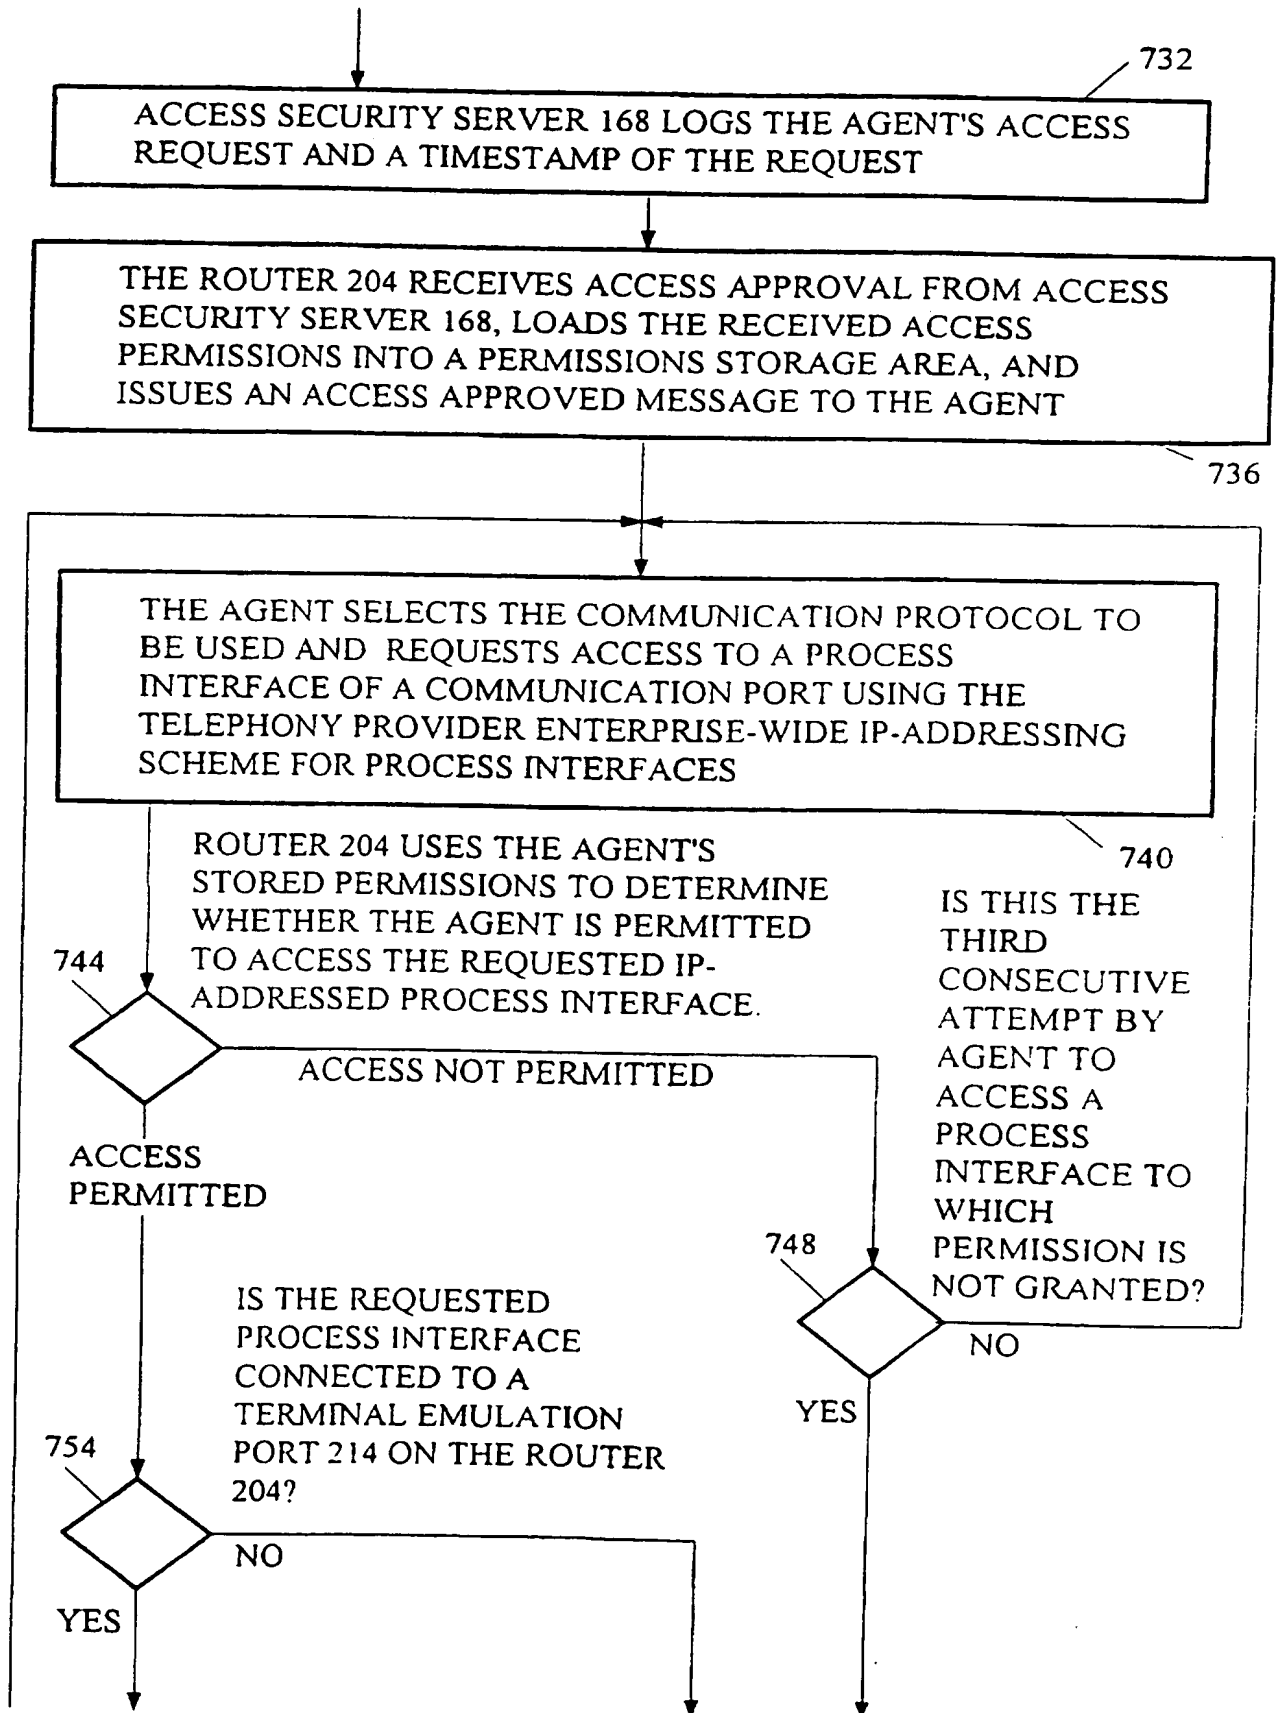 732
ACCESS SECURITY SERVER 168 LOGS THE AGENT'S ACCESS
REQUEST AND A TIMESTAMP OF THE REQUEST
THE ROUTER 204 RECEIVES ACCESS APPROVAL FROM ACCESS
SECURITY SERVER 168, LOADS THE RECEIVED ACCESS
PERMISSIONS INTO A PERMISSIONS STORAGE AREA, AND
ISSUES AN ACCESS APPROVED MESSAGE TO THE AGENT
736
THE AGENT SELECTS THE COMMUNICATION PROTOCOL TO
BE USED AND REQUESTS ACCESS TO A PROCESS
INTERFACE OF A COMMUNICATION PORT USING THE
TELEPHONY PROVIDER ENTERPRISE-WIDE IP-ADDRESSING
SCHEME FOR PROCESS INTERFACES
740
ROUTER 204 USES THE AGENT'S
STORED PERMISSIONS TO DETERMINE
WHETHER THE AGENT IS PERMITTED
TO ACCESS THE REQUESTED IP-
ADDRESSED PROCESS INTERFACE.
744
ACCESS NOT PERMITTED
ACCESS
PERMITTED
IS THIS THE
THIRD
CONSECUTIVE
ATTEMPT BY
AGENT TO
ACCESS A
PROCESS
INTERFACE TO
WHICH
PERMISSION IS
NOT GRANTED?
748
NO
YES
IS THE REQUESTED
PROCESS INTERFACE
CONNECTED TO A
TERMINAL EMULATION
PORT 214 ON THE ROUTER
204?
754
NO
YES